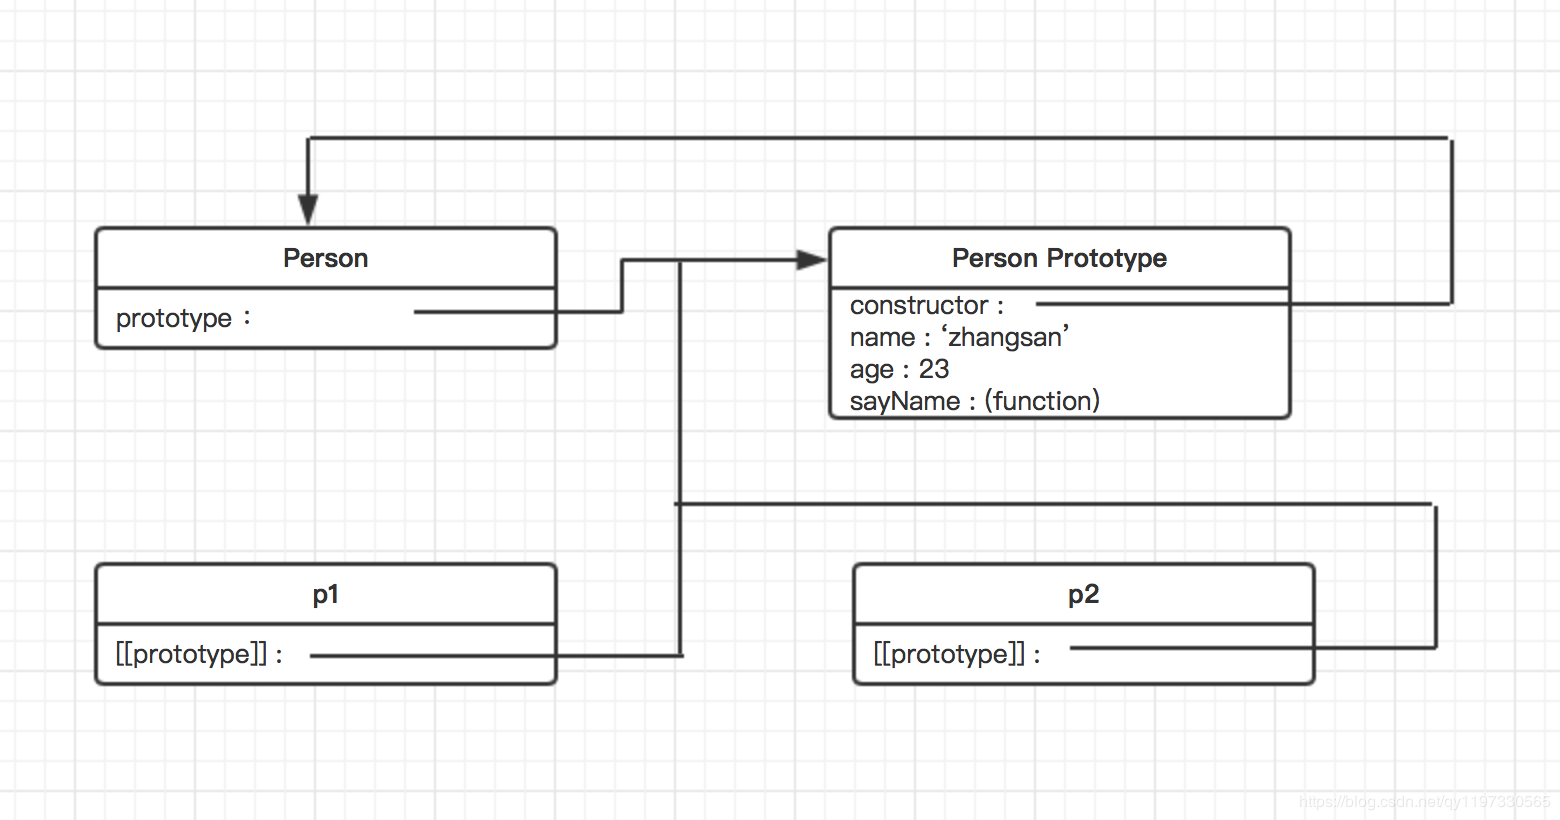 Person
prototype：
Person Prototype
constructor :
name : ‘zhangsan’
age : 23
sayName : (function)
p1
[[prototype]] :
p2
[[prototype]] :
https://blog.csdn.net/qy1197330565